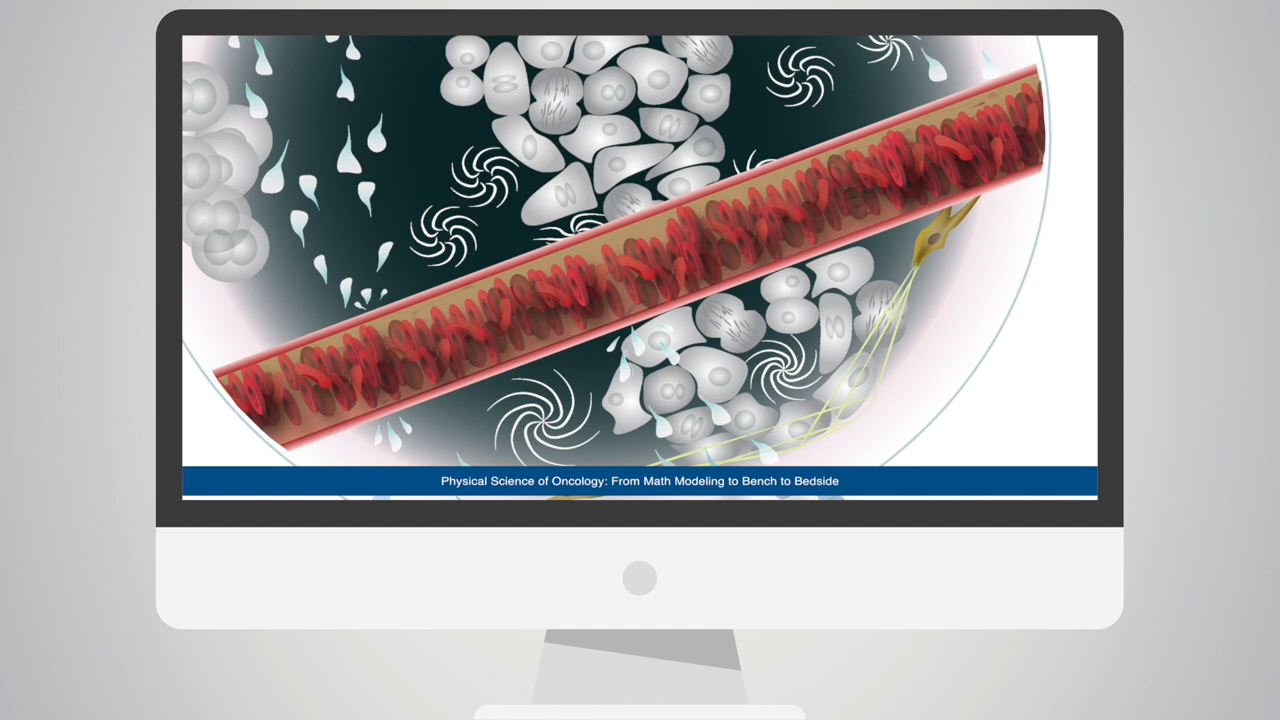 Physical Science of Oncology: From Math Modeling to Bench to Bedside